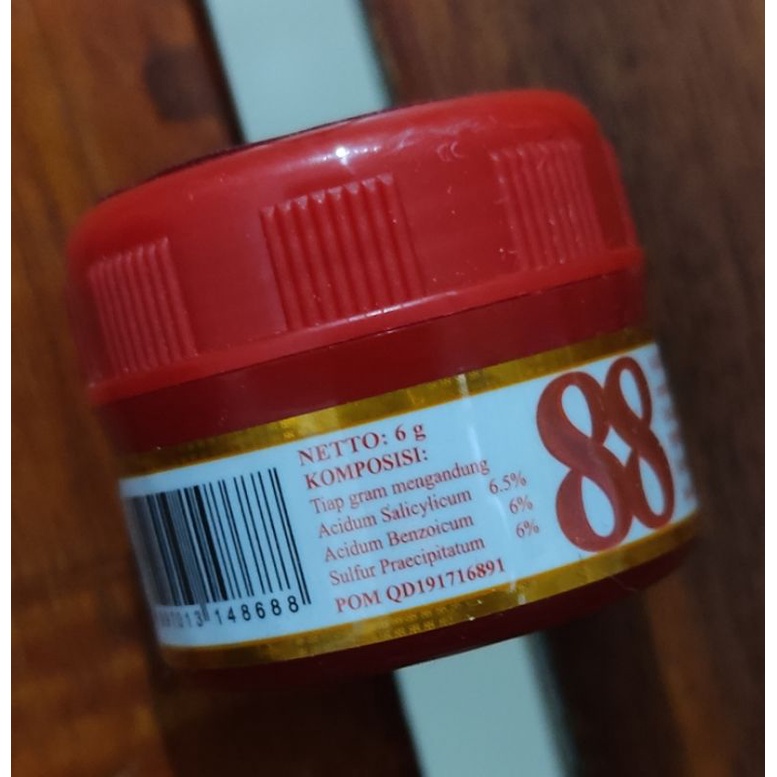 NETTO: 6 g
KOMPOSISI:
Tiap gram mengandung
Acidum Salicylicum 6.5%
Acidum Benzoicum 6%
Sulfur Praecipitatum 6%
POM QD191716891
88
148688